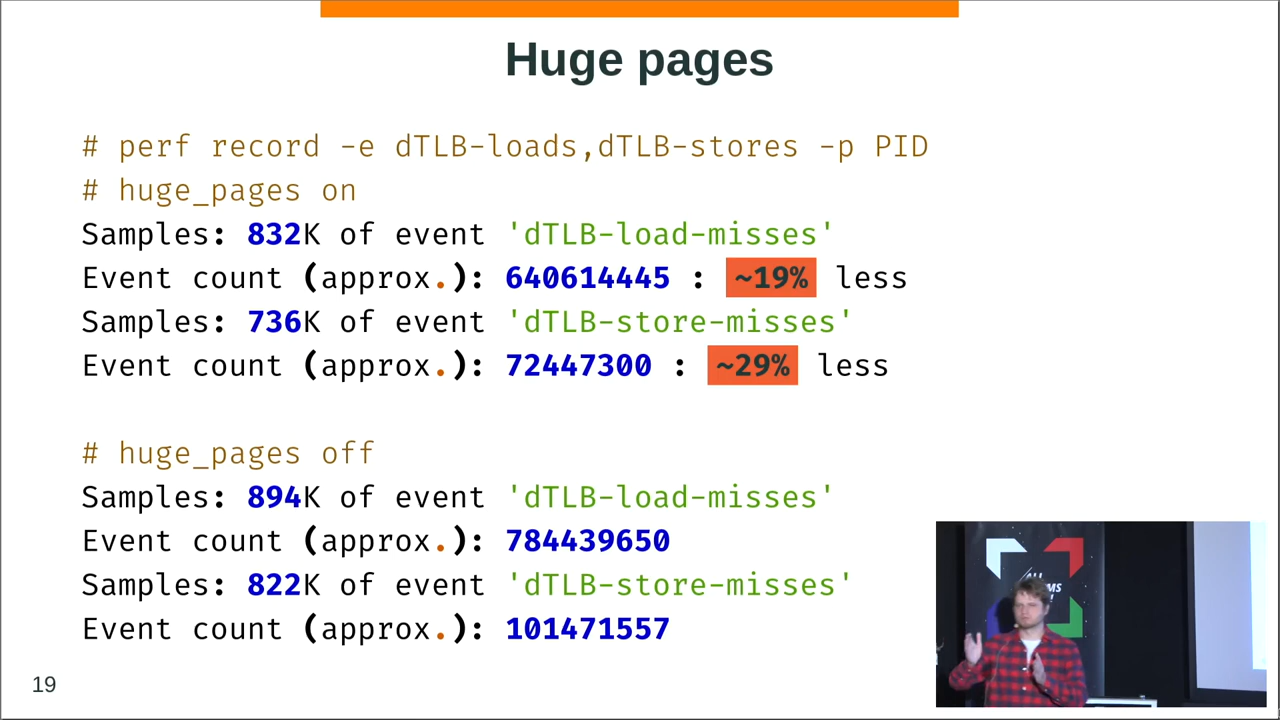 Huge pages
# perf record -e dTLB-loads,dTLB-stores -p PID
# huge_pages on
Samples: 832K of event 'dTLB-load-misses'
Event count (approx.): 640614445 : ~19% less
Samples: 736K of event 'dTLB-store-misses'
Event count (approx.): 72447300 : ~29% less
# huge_pages off
Samples: 894K of event 'dTLB-load-misses'
Event count (approx.): 784439650
Samples: 822K of event 'dTLB-store-misses'
Event count (approx.): 101471557
19